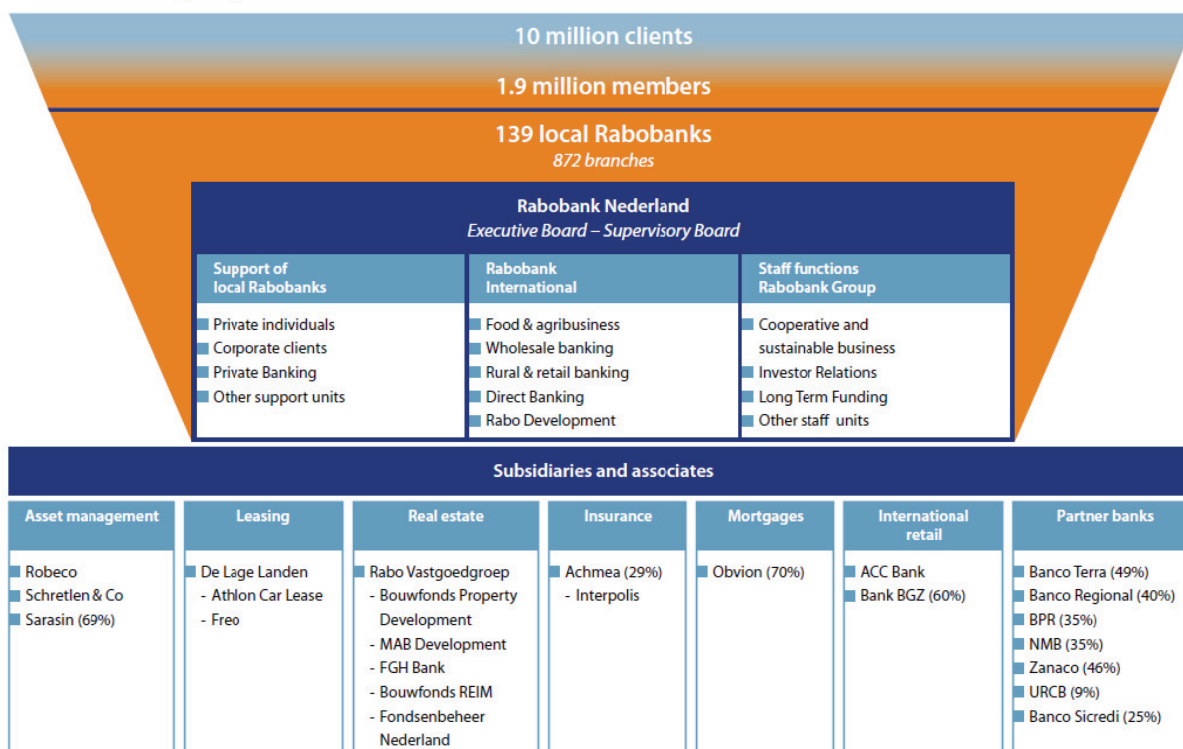 10 million clients
1.9 million members
139 local Rabobanks
872 branches
Rabobank Nederland
Executive Board – Supervisory Board
Support of
local Rabobanks
Private individuals
Corporate clients
Private Banking
Other support units
Rabobank
International
Food & agribusiness
Wholesale banking
Rural & retail banking
Direct Banking
Rabo Development
Staff functions
Rabobank Group
Cooperative and
sustainable business
Investor Relations
Long Term Funding
Other staff units
Subsidiaries and associates
Asset management
Robeco
Schretlen & Co
Sarasin (69%)
Leasing
De Lage Landen
- Athlon Car Lease
- Freo
Real estate
Rabo Vastgoedgroep
- Bouwfonds Property
Development
- MAB Development
- FGH Bank
- Bouwfonds REIM
- Fondsenbeheer
Nederland
Insurance
Achmea (29%)
- Interpolis
Mortgages
Obvion (70%)
International
retail
ACC Bank
Bank BGZ (60%)
Partner banks
Banco Terra (49%)
Banco Regional (40%)
BPR (35%)
NMB (35%)
Zanaco (46%)
URCB (9%)
Banco Sicredi (25%)